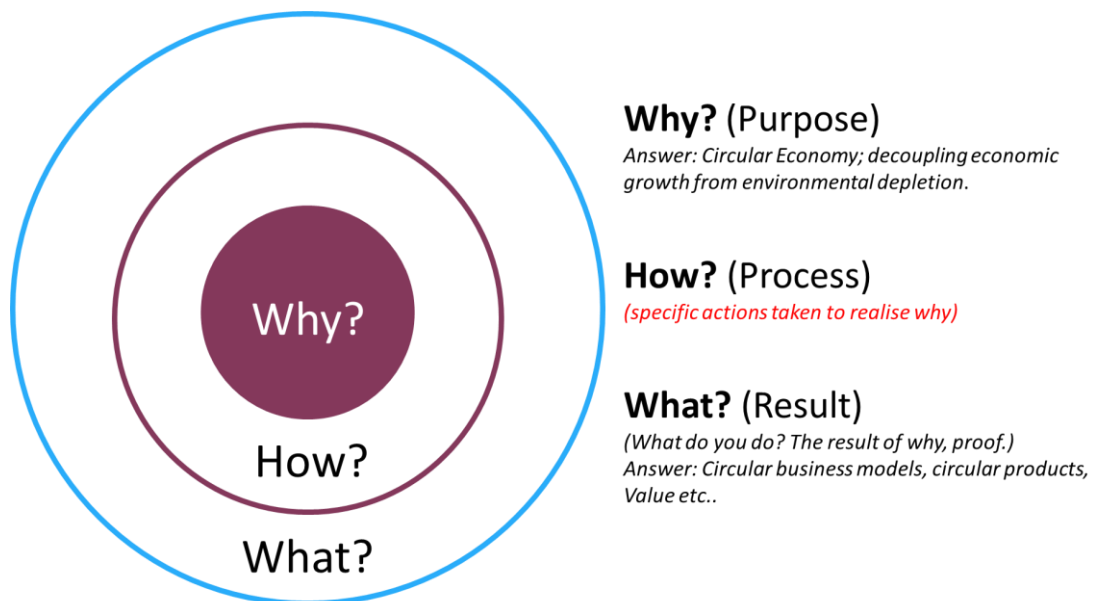 Why?
How?
What?
Why? (Purpose)
Answer: Circular Economy; decoupling economic
growth from environmental depletion.
How? (Process)
(specific actions taken to realise why)
What? (Result)
(What do you do? The result of why, proof.)
Answer: Circular business models, circular products,
Value etc..